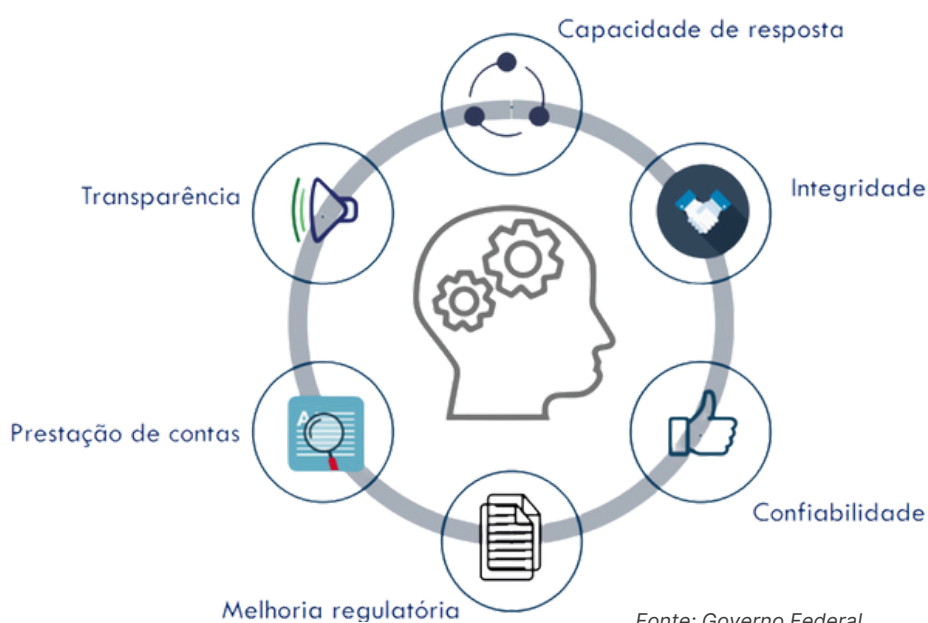 Capacidade de resposta
Transparência
Integridade
Prestação de contas
Confiabilidade
Melhoria regulatória
Fonte: Governo Federal